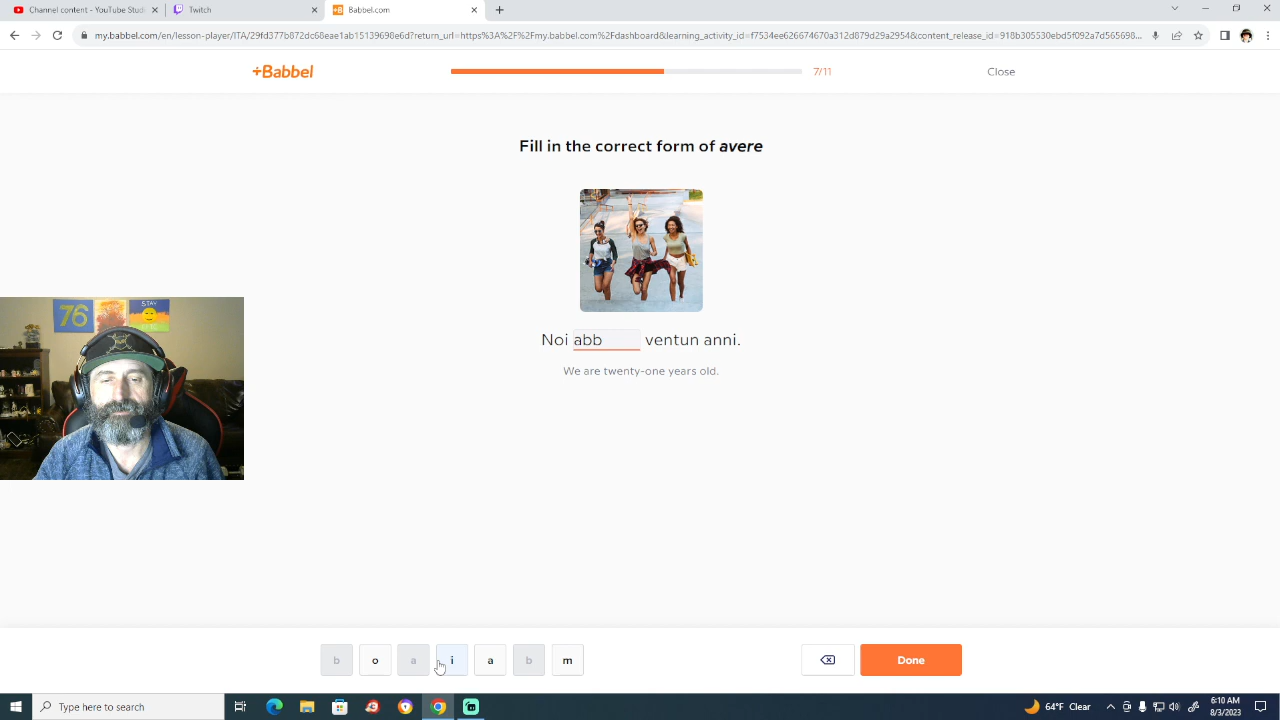 Channel content - YouTube Studi
Twitch
Babbel.com
my.babbel.com/en/lesson-player/ITA/29fd377b872dc68eae1ab15139698e6d?return_url=https%3A%2F%2Fmy.babbel.com%2Fdashboard&learning_activity_id=f7534ee626674670a312d879d29a2954&content_release_id=918b305530ebd5f092a7d565698...
+Babbel
7/11
Close
Fill in the correct form of avere
Noi abb ventun anni.
We are twenty-one years old.
76
STAY
b o a i a b m
Done
Type here to search
64°F Clear
6:10 AM
8/3/2023